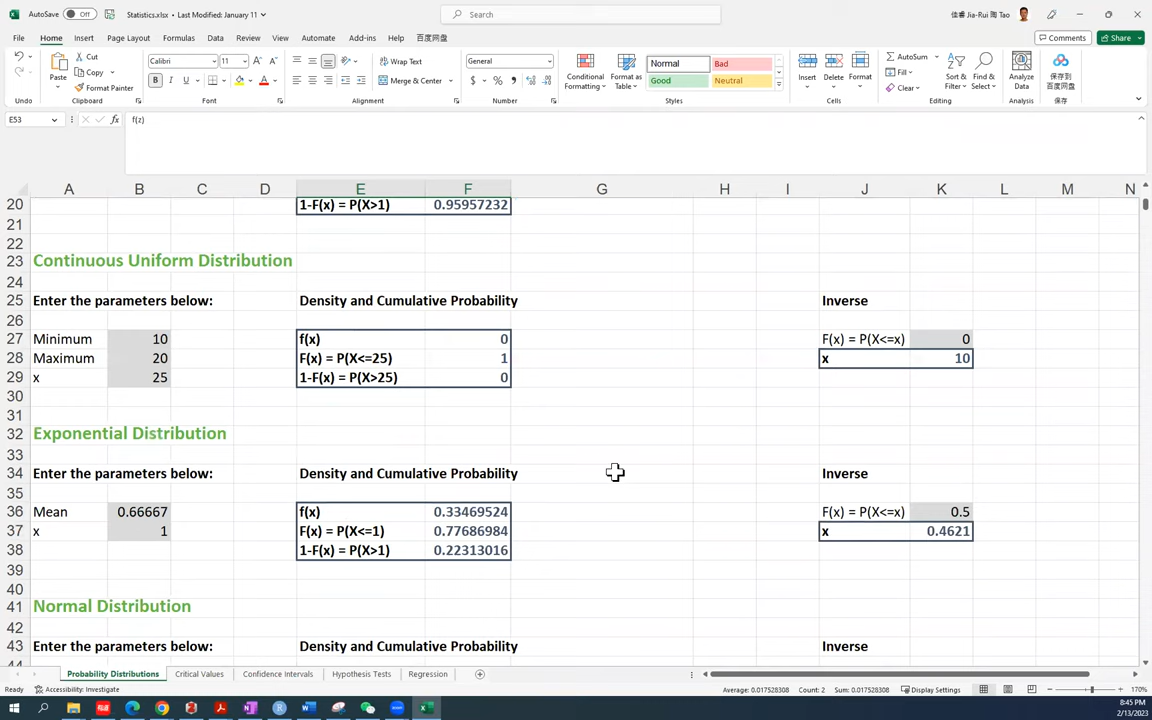 AutoSave Off Statistics.xlsx • Last Modified: January 11 Search 佳睿 Jia-Rui 陶 Tao
File Home Insert Page Layout Formulas Data Review View Automate Add-ins Help 百度网盘 Comments Share
Paste Cut Copy Format Painter Calibri 11 A A B I U A Wrap Text Merge & Center General $ % Conditional Formatting Format as Table Normal Bad Good Neutral Insert Delete Format AutoSum Fill Clear Sort & Filter Find & Select Analyze Data 保存到 百度网盘
Undo Clipboard Font Alignment Number Styles Cells Editing Analysis 保存
E53 fx f(z)
A B C D E F G H I J K L M N
20 1-F(x) = P(X>1) 0.95957232
21
22
23 Continuous Uniform Distribution
24
25 Enter the parameters below: Density and Cumulative Probability Inverse
26
27 Minimum 10 f(x) 0 F(x) = P(X<=x) 0
28 Maximum 20 F(x) = P(X<=25) 1 x 10
29 x 25 1-F(x) = P(X>25) 0
30
31
32 Exponential Distribution
33
34 Enter the parameters below: Density and Cumulative Probability Inverse
35
36 Mean 0.66667 f(x) 0.33469524 F(x) = P(X<=x) 0.5
37 x 1 F(x) = P(X<=1) 0.77686984 x 0.4621
38 1-F(x) = P(X>1) 0.22313016
39
40
41 Normal Distribution
42
43 Enter the parameters below: Density and Cumulative Probability Inverse
44
Probability Distributions Critical Values Confidence Intervals Hypothesis Tests Regression
Ready Accessibility: Investigate Average: 0.017528308 Count: 2 Sum: 0.017528308 Display Settings 170%
8:45 PM
2/13/2023